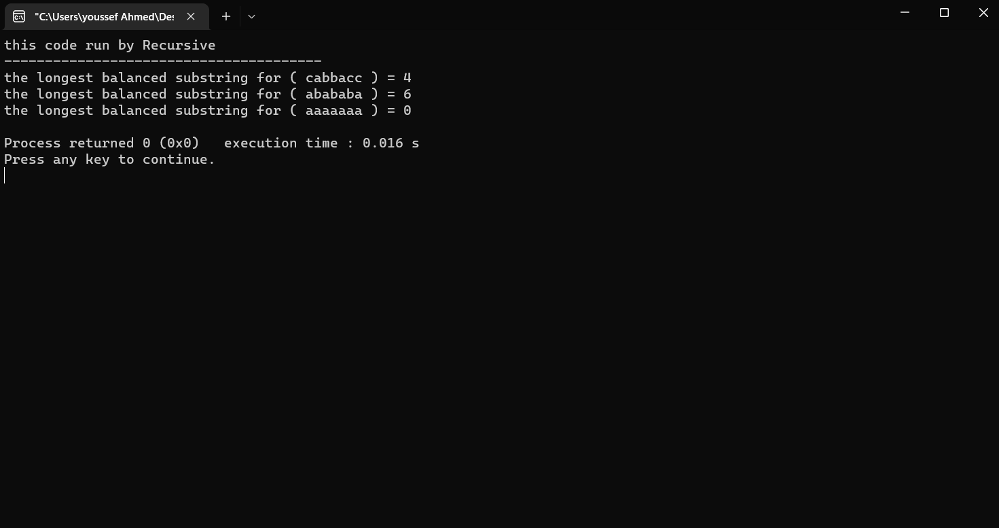 "C:\Users\youssef Ahmed\Des
this code run by Recursive
---------------------------------------
the longest balanced substring for ( cabbacc ) = 4
the longest balanced substring for ( abababa ) = 6
the longest balanced substring for ( aaaaaaa ) = 0
Process returned 0 (0x0)   execution time : 0.016 s
Press any key to continue.